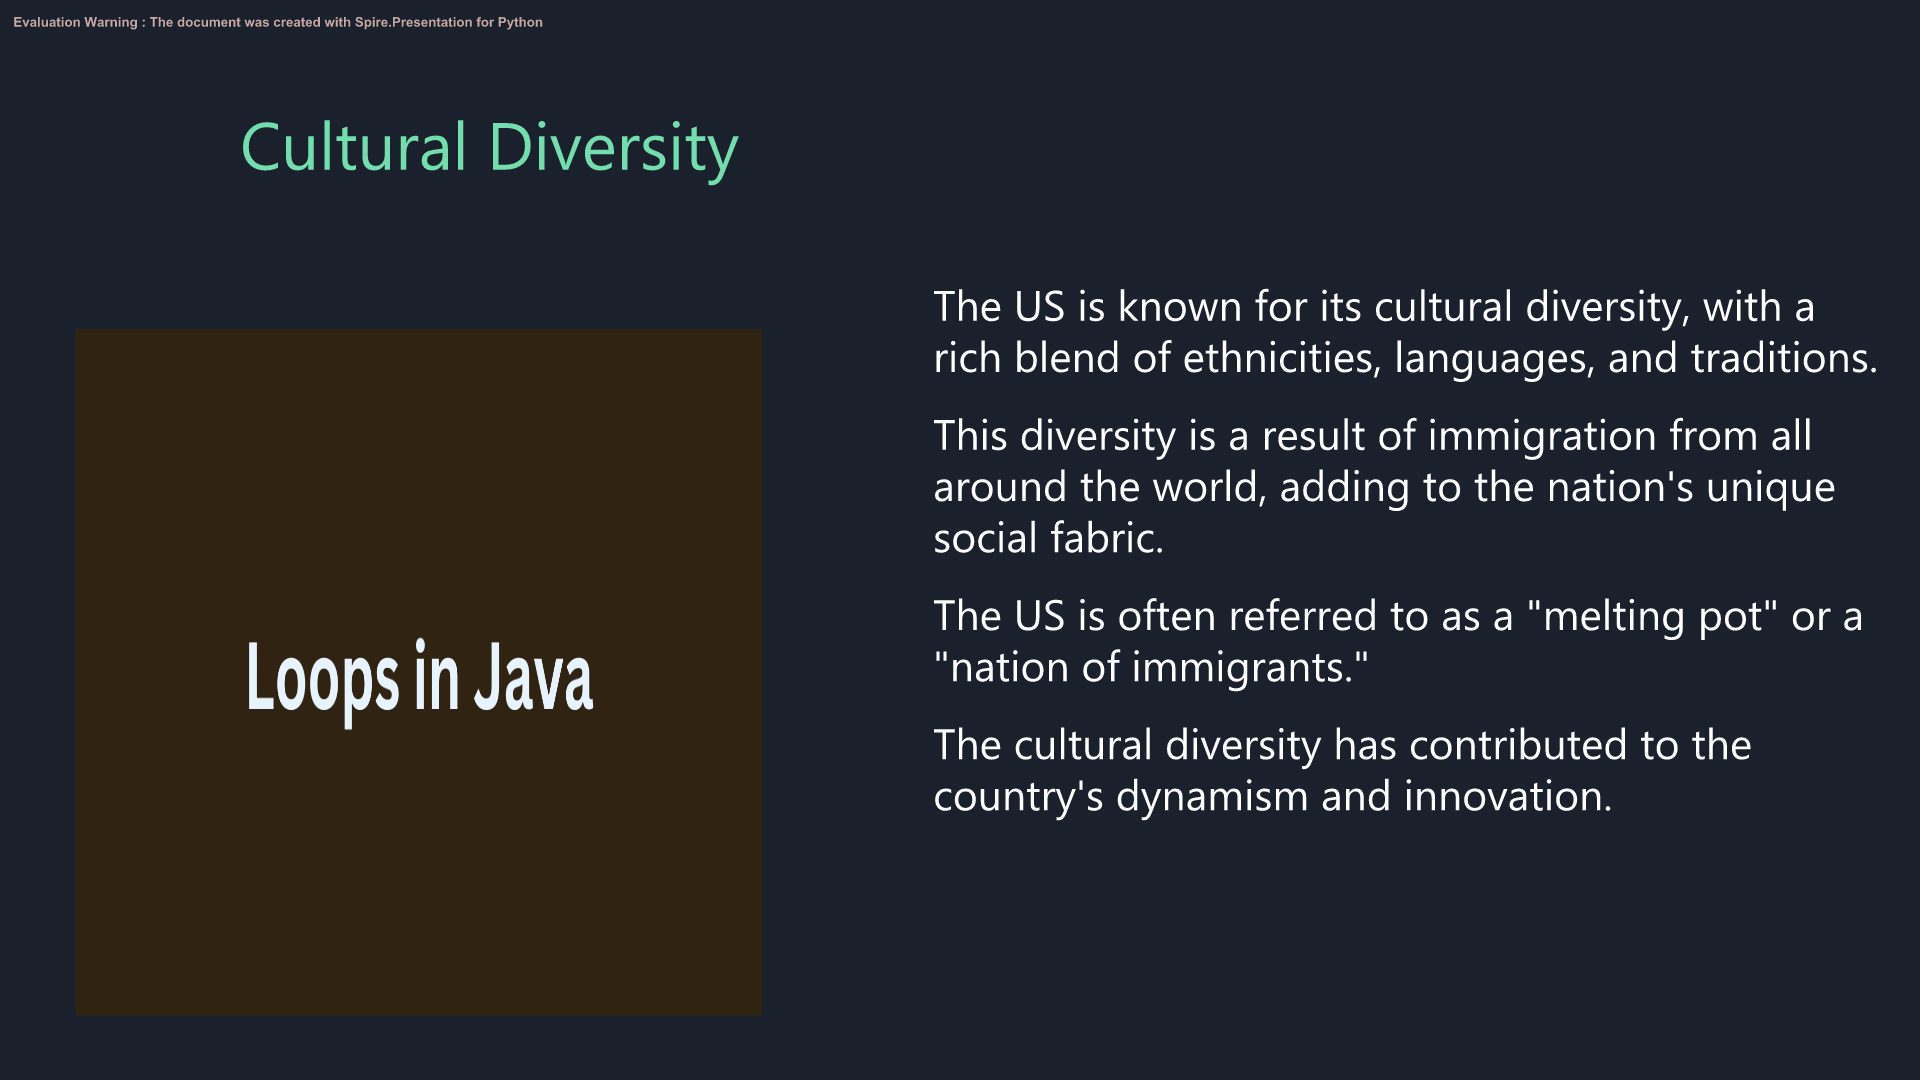 Evaluation Warning : The document was created with Spire.Presentation for Python
Cultural Diversity
Loops in Java
The US is known for its cultural diversity, with a
rich blend of ethnicities, languages, and traditions.
This diversity is a result of immigration from all
around the world, adding to the nation's unique
social fabric.
The US is often referred to as a "melting pot" or a
"nation of immigrants."
The cultural diversity has contributed to the
country's dynamism and innovation.